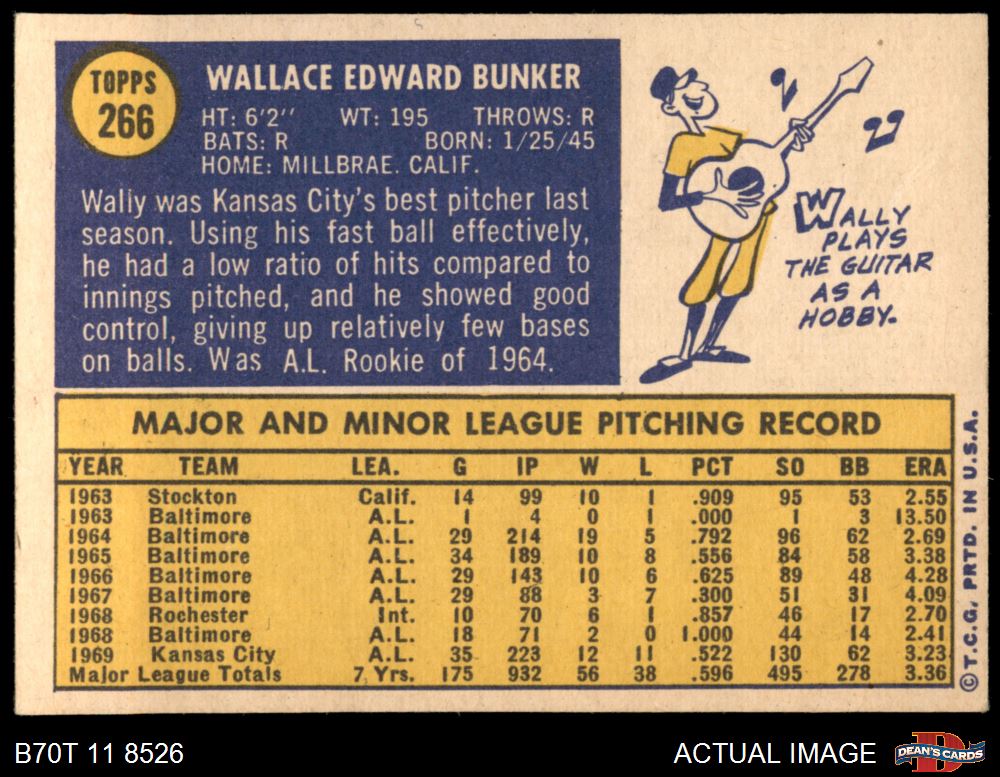 TOPPS
266
WALLACE EDWARD BUNKER
HT: 6'2'' WT: 195 THROWS: R
BATS: R BORN: 1/25/45
HOME: MILLBRAE. CALIF.
Wally was Kansas City's best pitcher last
season. Using his fast ball effectively,
he had a low ratio of hits compared to
innings pitched, and he showed good
control, giving up relatively few bases
on balls. Was A.L. Rookie of 1964.
WALLY
PLAYS
THE GUITAR
AS A
HOBBY.
MAJOR AND MINOR LEAGUE PITCHING RECORD
YEAR TEAM LEA. G IP W L PCT SO BB ERA
1963 Stockton Calif. 14 99 10 1 .909 95 53 2.55
1963 Baltimore A.L. 1 4 0 1 .000 1 3 13.50
1964 Baltimore A.L. 29 214 19 5 .792 96 62 2.69
1965 Baltimore A.L. 34 189 10 8 .556 84 58 3.38
1966 Baltimore A.L. 29 143 10 6 .625 89 48 4.28
1967 Baltimore A.L. 29 88 3 7 .300 51 31 4.09
1968 Rochester Int. 10 70 6 1 .857 46 17 2.70
1968 Baltimore A.L. 18 71 2 0 1.000 44 14 2.41
1969 Kansas City A.L. 35 223 12 11 .522 130 62 3.23
Major League Totals 7 Yrs. 175 932 56 38 .596 495 278 3.36
©T.C.G. PRTD. IN U.S.A.
B70T 11 8526
ACTUAL IMAGE
D
DEAN'S CARDS